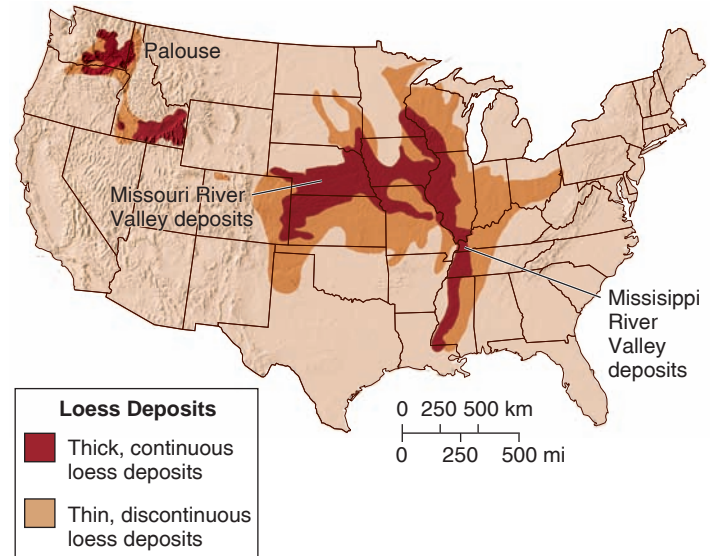 Palouse
Missouri River
Valley deposits
Missisippi
River
Valley
deposits
Loess Deposits
Thick, continuous
loess deposits
Thin, discontinuous
loess deposits
0 250 500 km
0 250 500 mi